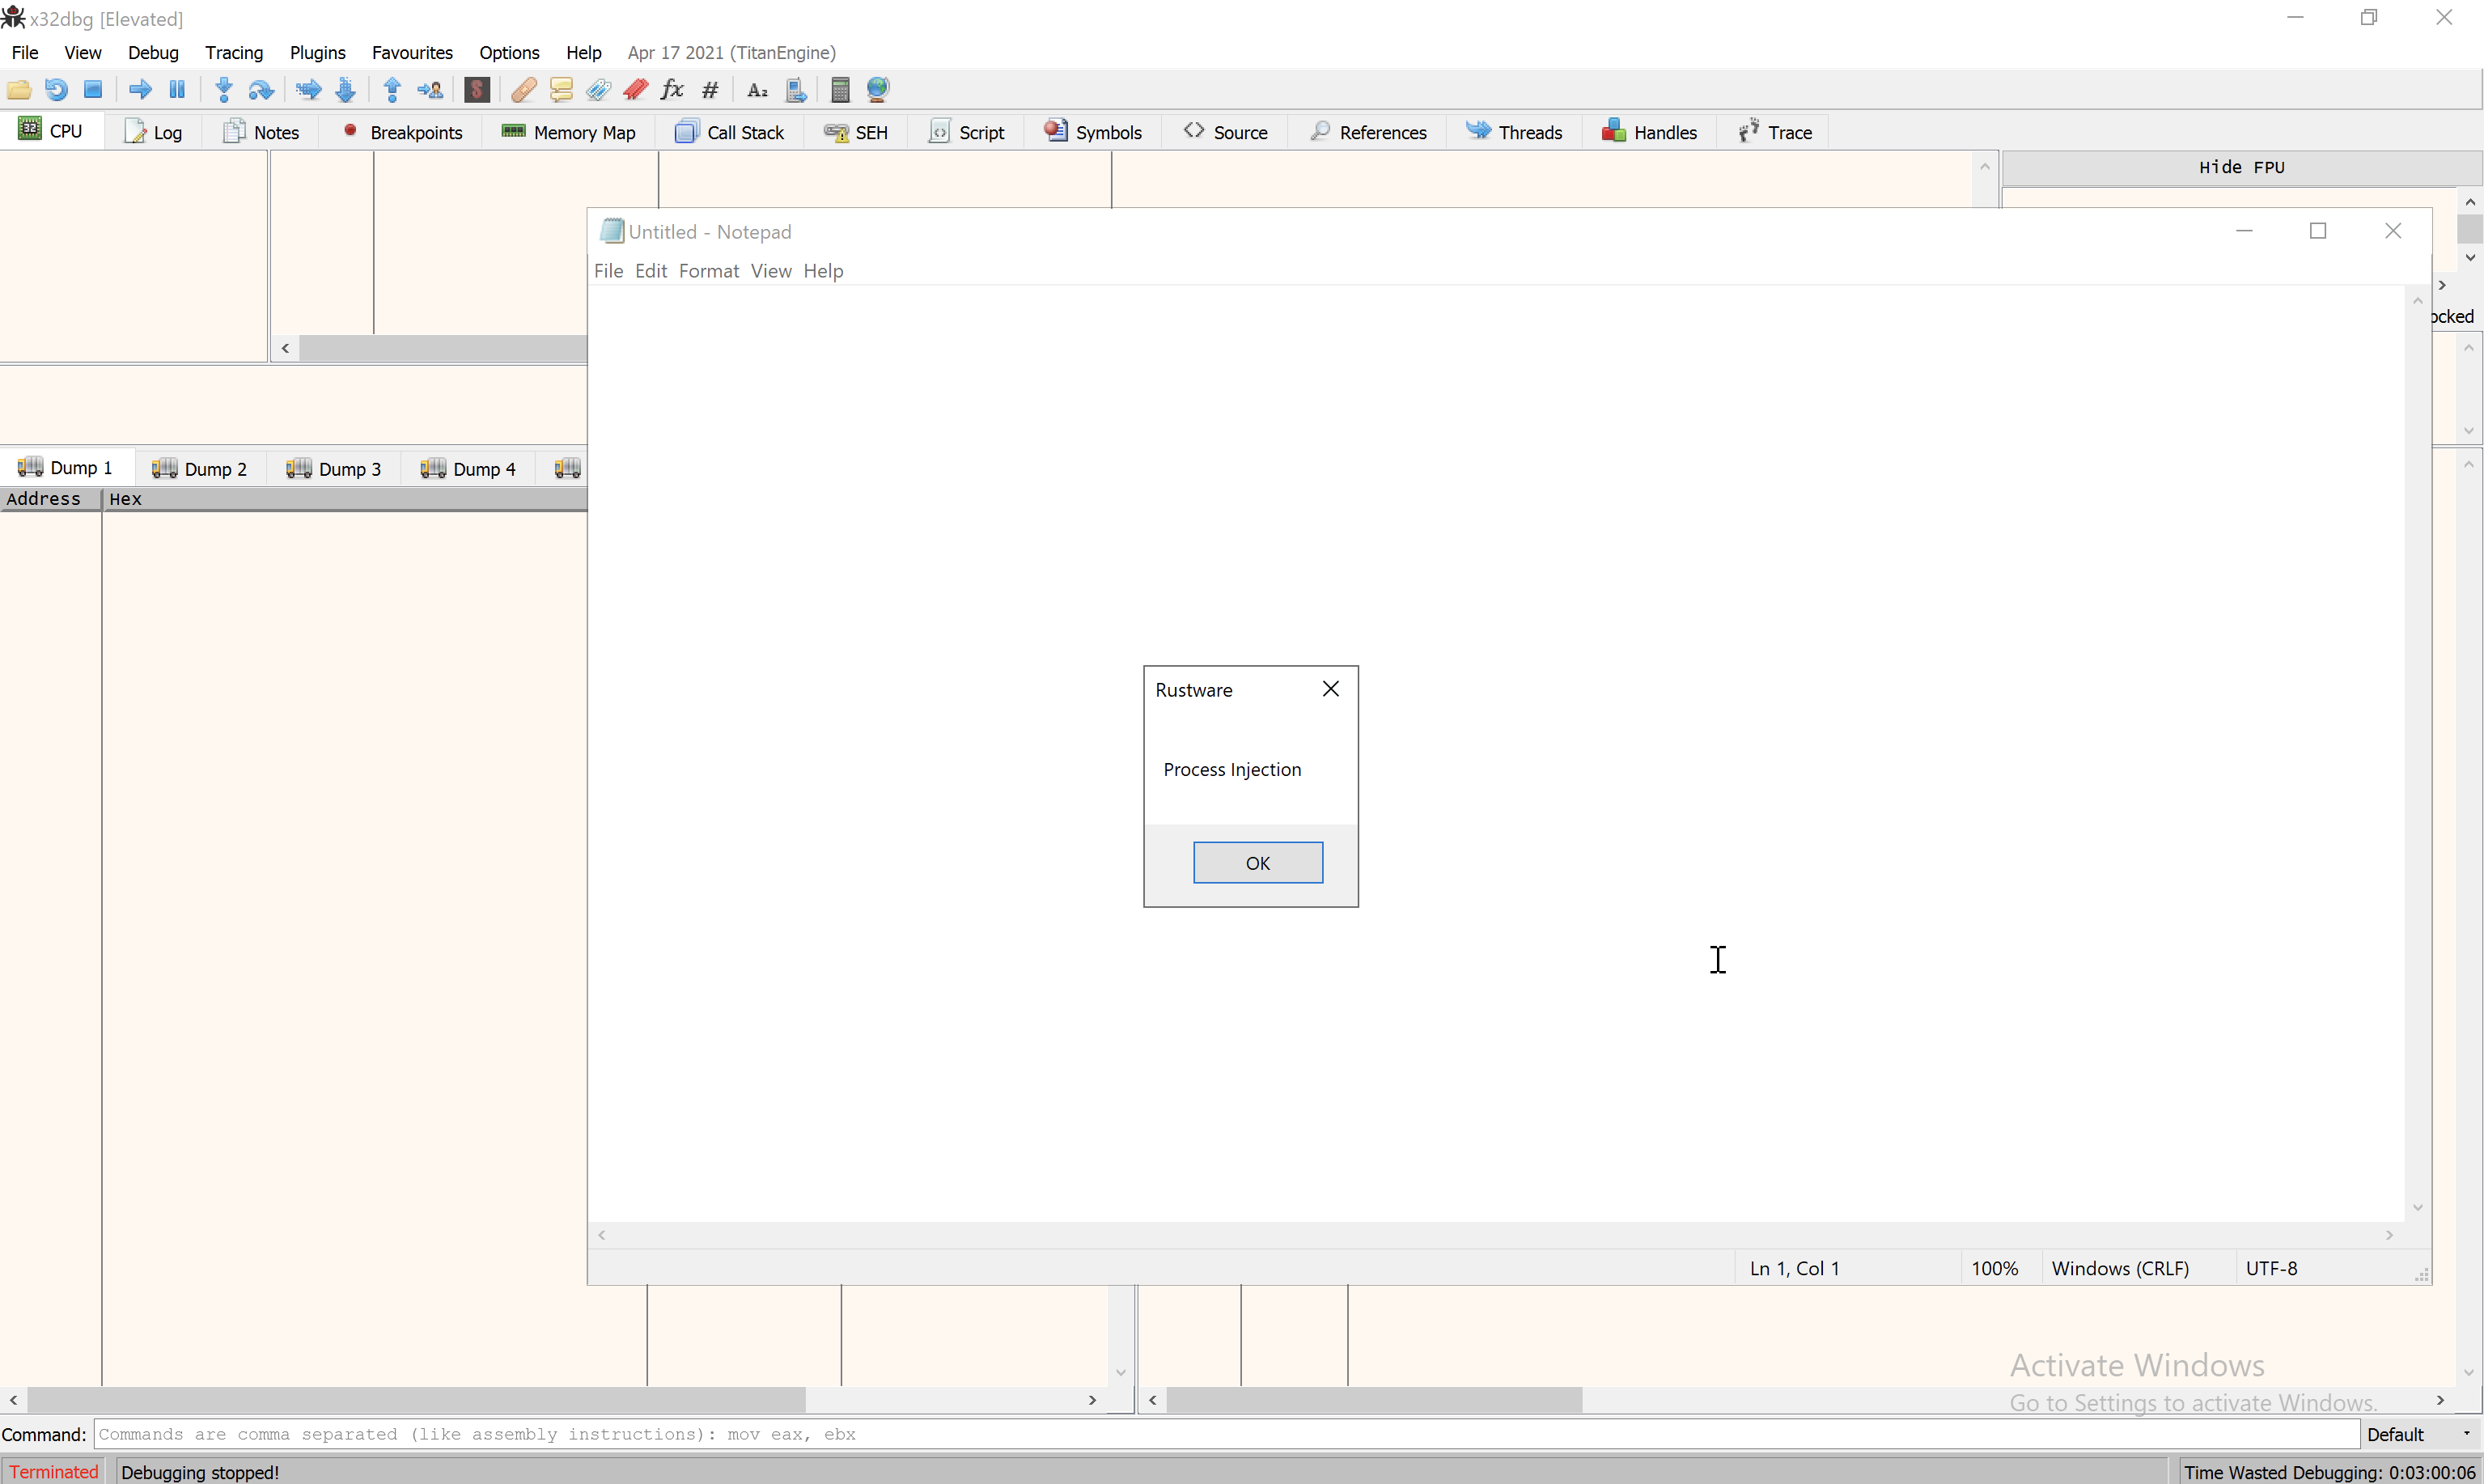 x32dbg [Elevated]
File View Debug Tracing Plugins Favourites Options Help Apr 17 2021 (TitanEngine)
S fx # A₂
32 CPU Log Notes Breakpoints Memory Map Call Stack SEH Script Symbols Source References Threads Handles Trace
Hide FPU
Untitled - Notepad
File Edit Format View Help
Dump 1 Dump 2 Dump 3 Dump 4
Address Hex
Rustware
Process Injection
OK
Ln 1, Col 1 100% Windows (CRLF) UTF-8
Activate Windows
Go to Settings to activate Windows.
Command: Commands are comma separated (like assembly instructions): mov eax, ebx Default
Terminated Debugging stopped! Time Wasted Debugging: 0:03:00:06